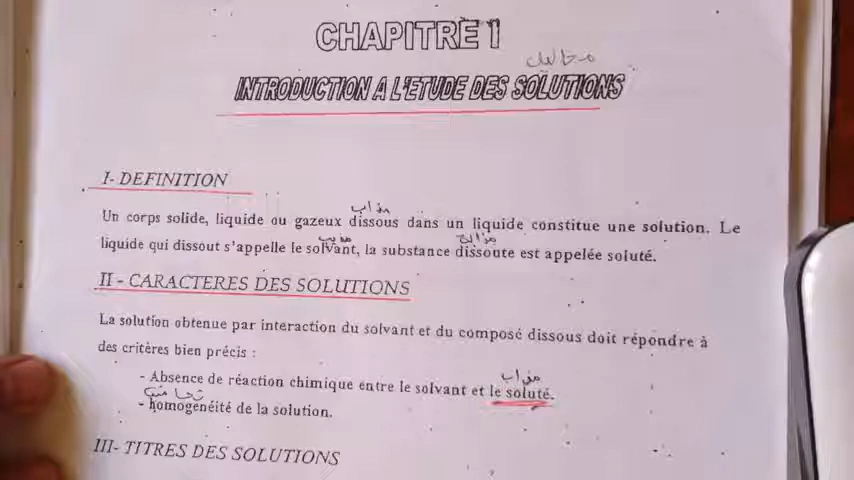 CHAPITRE 1
محاليل
INTRODUCTION A L'ETUDE DES SOLUTIONS
I- DEFINITION
مذاب
Un corps solide, liquide ou gazeux dissous dans un liquide constitue une solution. Le
مذيب
liquide qui dissout s'appelle le solvant, la substance dissoute est appelée soluté.
II - CARACTERES DES SOLUTIONS
La solution obtenue par interaction du solvant et du composé dissous doit répondre à
des critères bien précis :
مذاب
- Absence de réaction chimique entre le solvant et le soluté.
- homogénéité de la solution.
III- TITRES DES SOLUTIONS